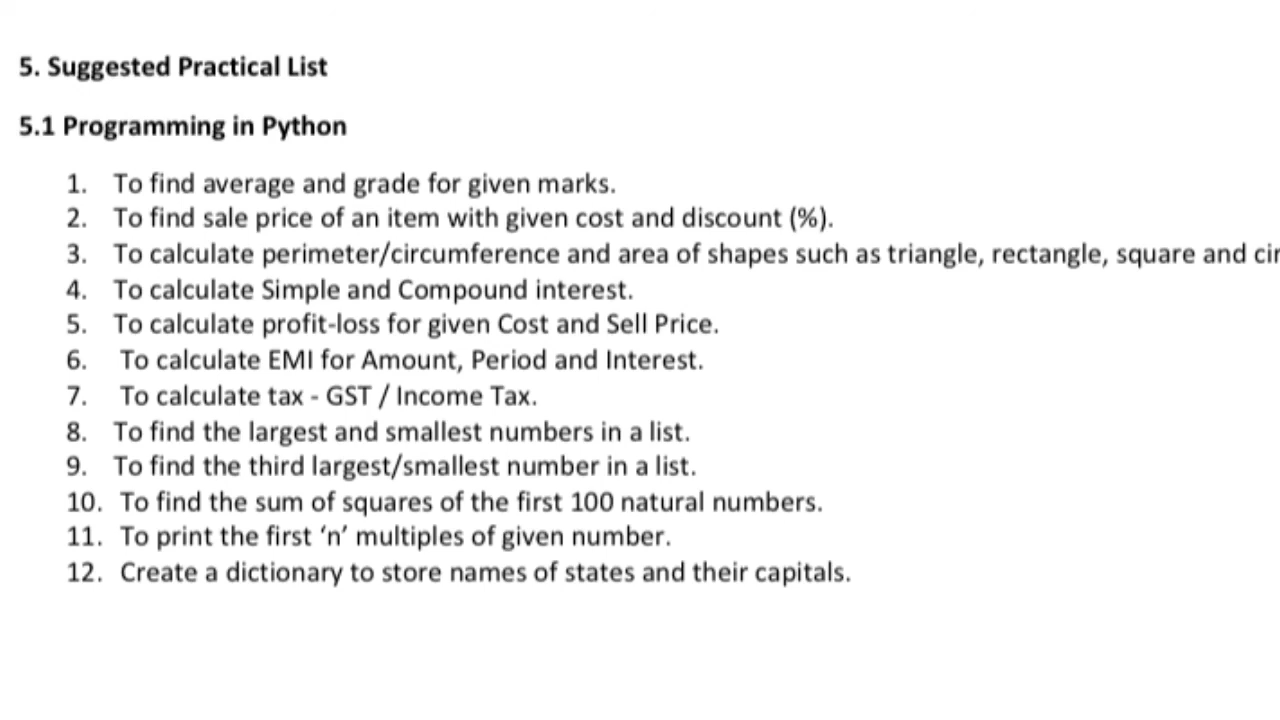 5. Suggested Practical List
5.1 Programming in Python
1. To find average and grade for given marks.
2. To find sale price of an item with given cost and discount (%).
3. To calculate perimeter/circumference and area of shapes such as triangle, rectangle, square and
4. To calculate Simple and Compound interest.
5. To calculate profit-loss for given Cost and Sell Price.
6. To calculate EMI for Amount, Period and Interest.
7. To calculate tax - GST / Income Tax.
8. To find the largest and smallest numbers in a list.
9. To find the third largest/smallest number in a list.
10. To find the sum of squares of the first 100 natural numbers.
11. To print the first ‘n’ multiples of given number.
12. Create a dictionary to store names of states and their capitals.